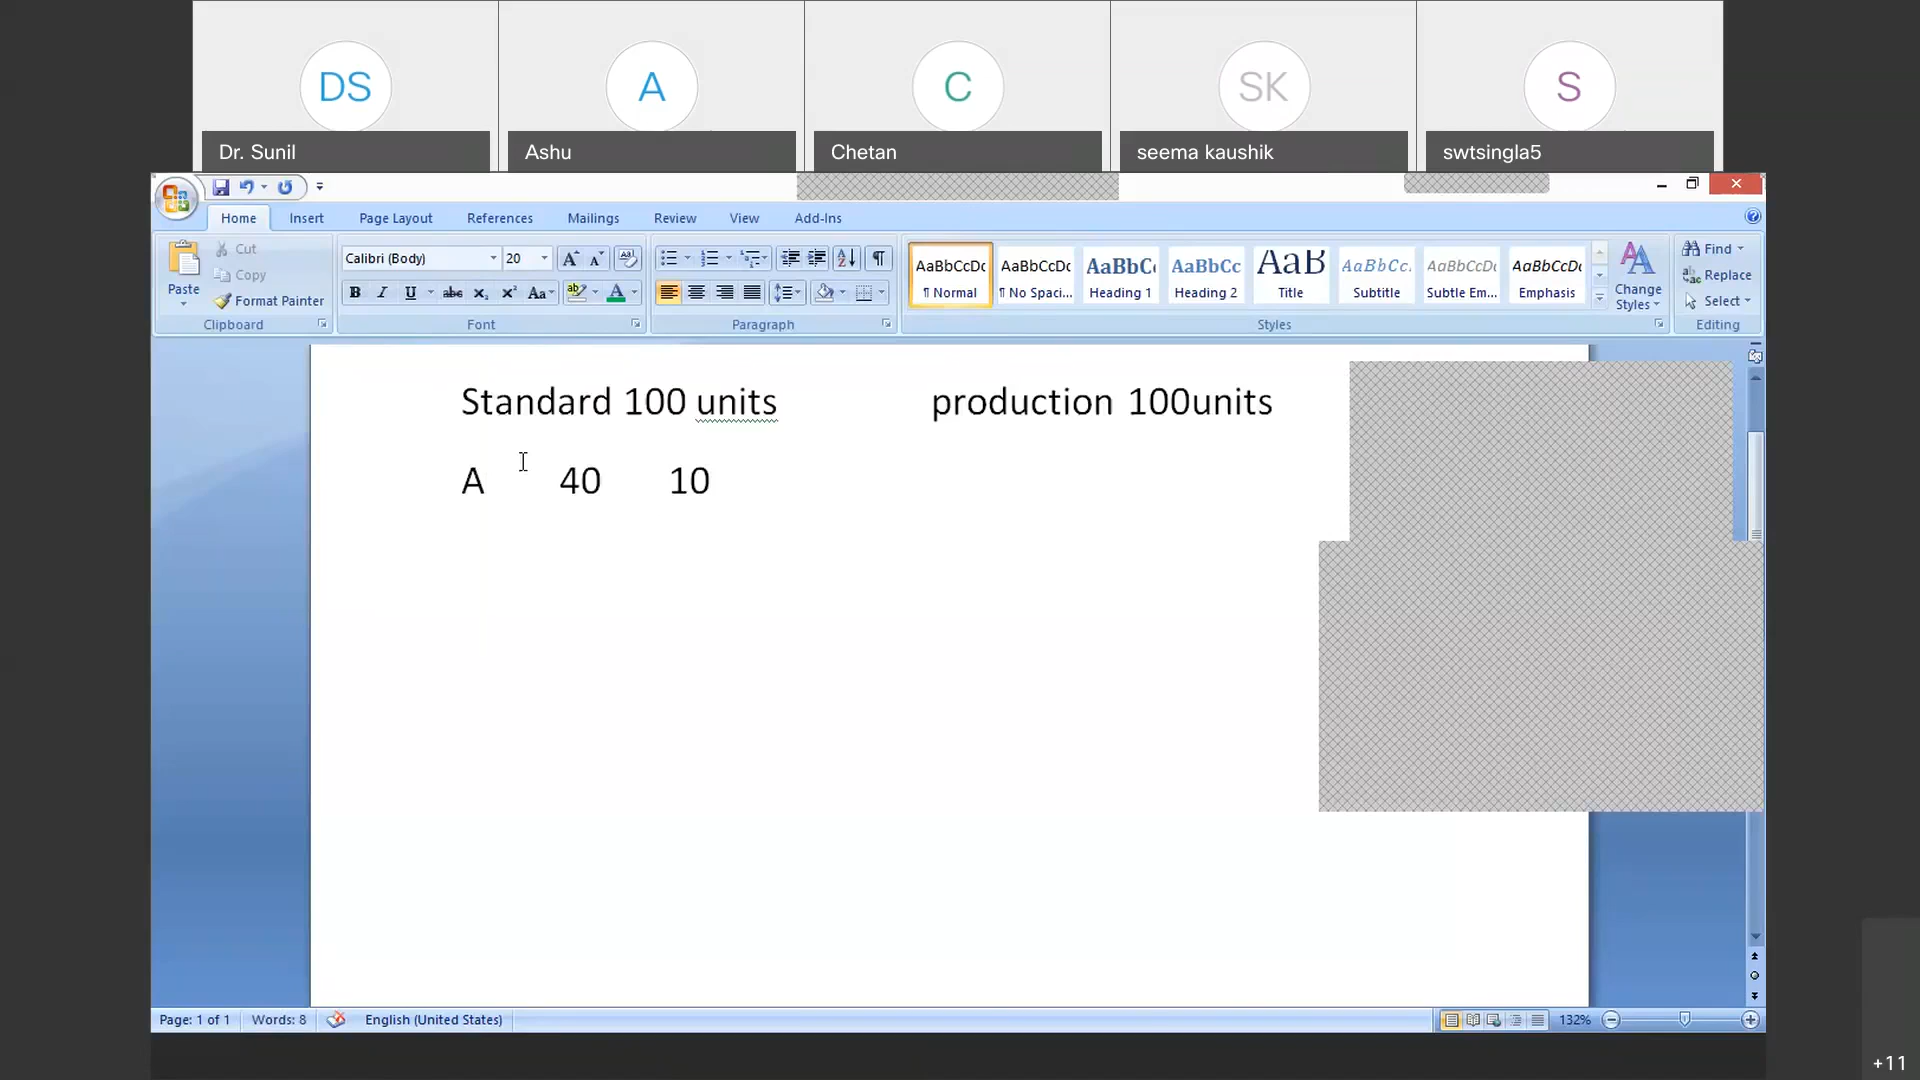 DS
A
C
SK
S
Dr. Sunil
Ashu
Chetan
seema kaushik
swtsingla5
Home
Insert
Page Layout
References
Mailings
Review
View
Add-Ins
Paste
Cut
Copy
Format Painter
Clipboard
Calibri (Body)
20
Font
Paragraph
AaBbCcDc
¶ Normal
AaBbCcDc
¶ No Spaci...
AaBbC
Heading 1
AaBbCc
Heading 2
AaB
Title
AaBbCc.
Subtitle
AaBbCcDc
Subtle Em...
AaBbCcDc
Emphasis
Change
Styles
Styles
Find
Replace
Select
Editing
Standard 100 units production 100units
A 40 10
Page: 1 of 1
Words: 8
English (United States)
132%
+11